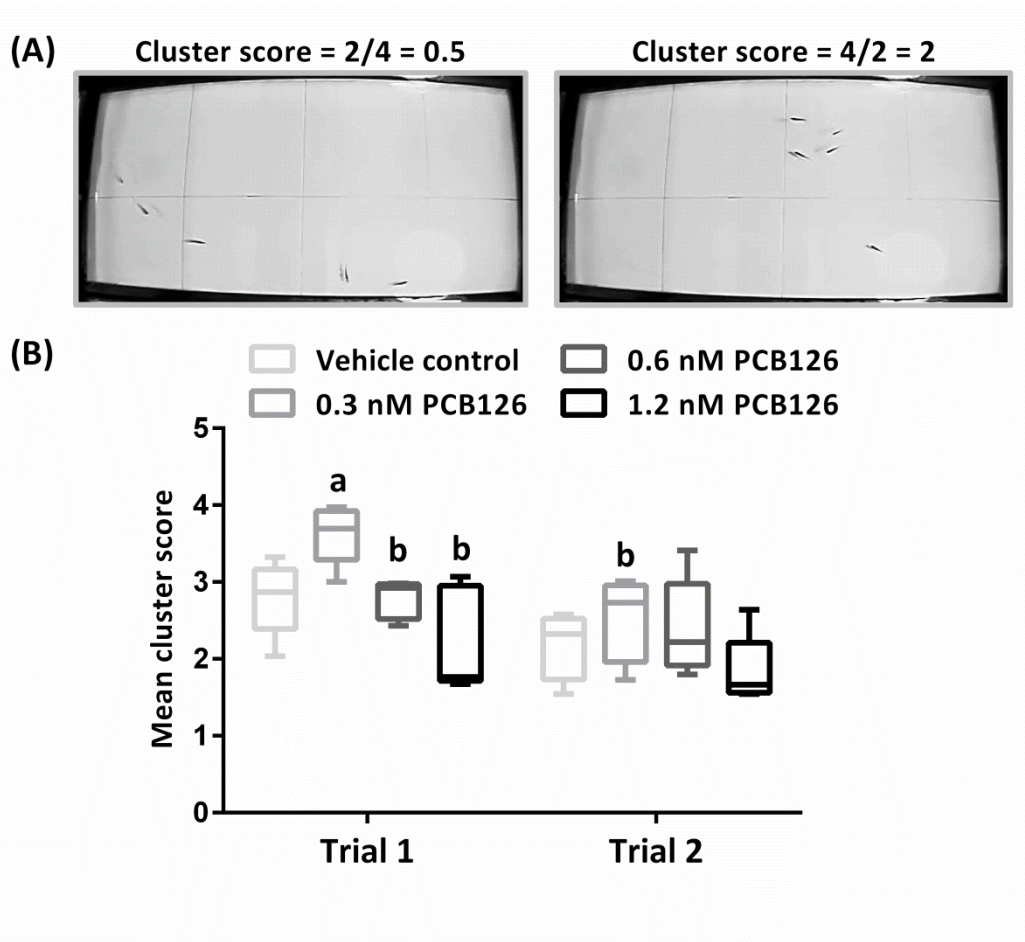 (A)
Cluster score = 2/4 = 0.5
Cluster score = 4/2 = 2
(B)
Vehicle control
0.6 nM PCB126
0.3 nM PCB126
1.2 nM PCB126
5
4
3
2
1
0
Mean cluster score
a
b
b
b
Trial 1
Trial 2